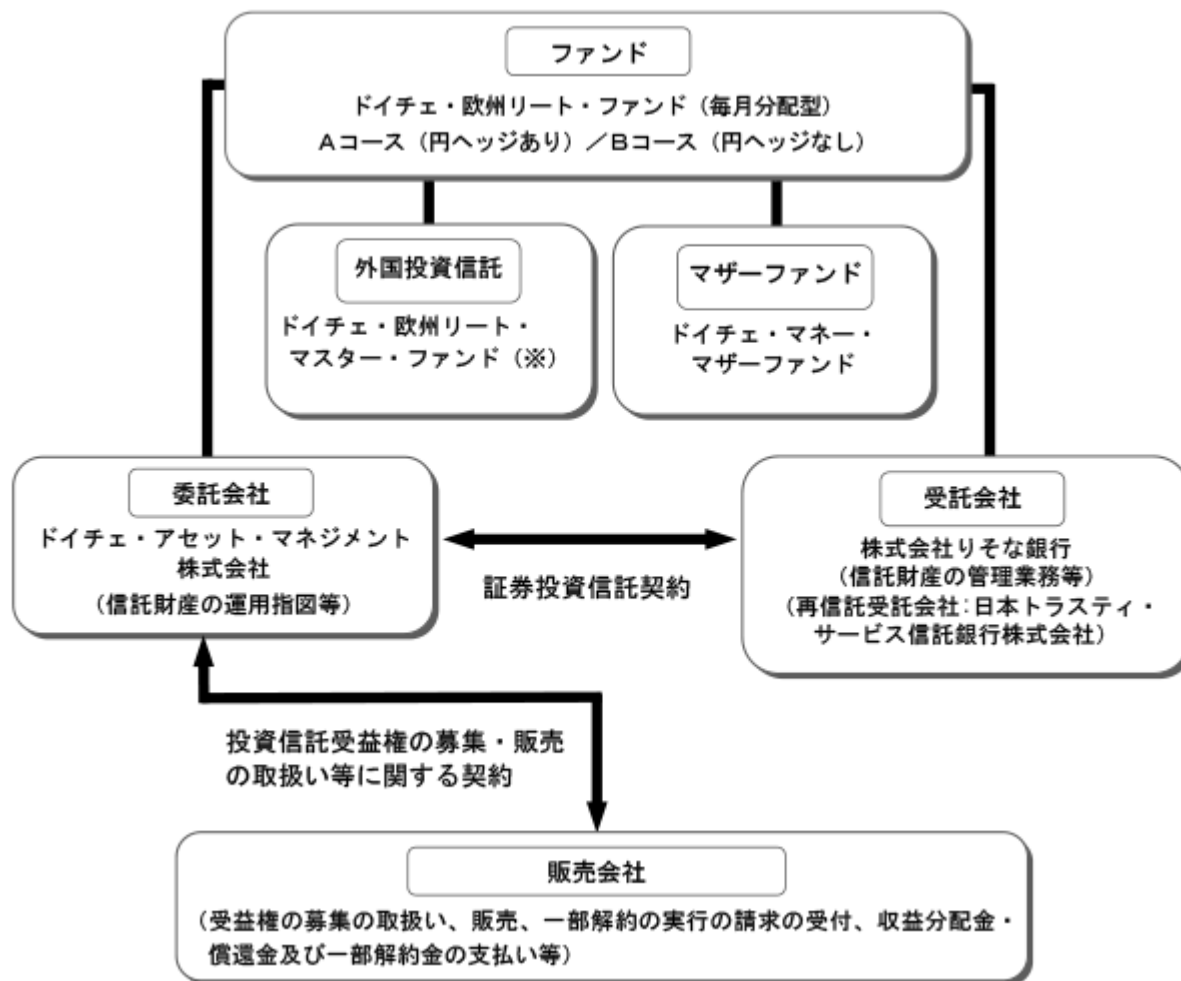 ファンド
ドイチェ・欧州リート・ファンド（毎月分配型）
Ａコース（円ヘッジあり）／Ｂコース（円ヘッジなし）
外国投資信託
ドイチェ・欧州リート・
マスター・ファンド（※）
マザーファンド
ドイチェ・マネー・
マザーファンド
委託会社
ドイチェ・アセット・マネジメント
株式会社
（信託財産の運用指図等）
証券投資信託契約
受託会社
株式会社りそな銀行
（信託財産の管理業務等）
（再信託受託会社：日本トラスティ・
サービス信託銀行株式会社）
投資信託受益権の募集・販売
の取扱い等に関する契約
販売会社
（受益権の募集の取扱い、販売、一部解約の実行の請求の受付、収益分配金・
償還金及び一部解約金の支払い等）